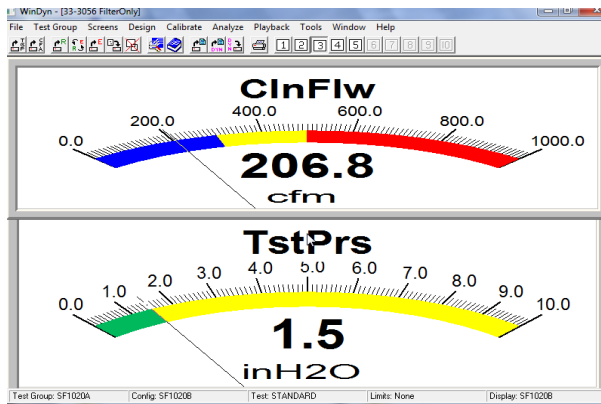 WinDyn - [33-3056 FilterOnly]
File Test Group Screens Design Calibrate Analyze Playback Tools Window Help
1 2 3 4 5 6 7 8 9 10
ClnFlw
0.0 200.0 400.0 600.0 800.0 1000.0
206.8
cfm
TstPrs
0.0 1.0 2.0 3.0 4.0 5.0 6.0 7.0 8.0 9.0 10.0
1.5
inH2O
Test Group: SF1020A Config: SF1020B Test: STANDARD Limits: None Display: SF1020B